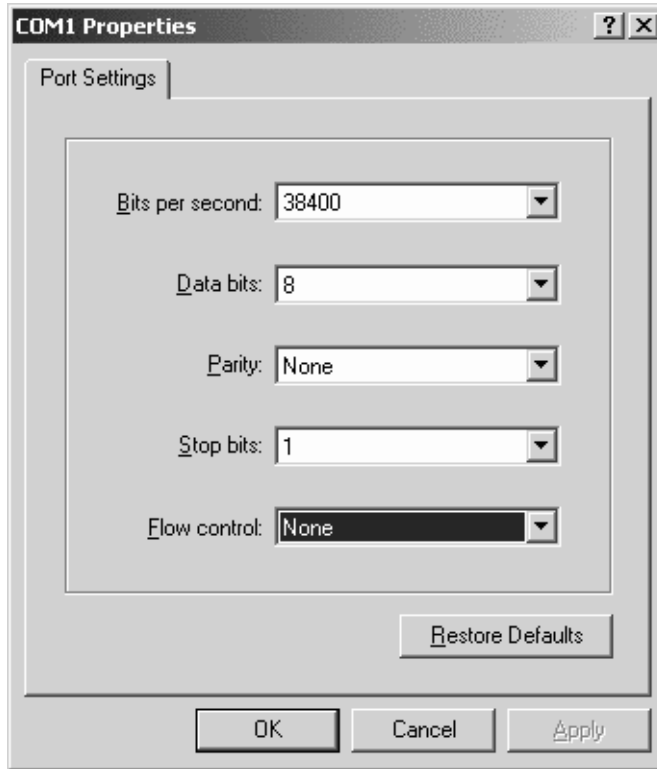 COM1 Properties
Port Settings
Bits per second: 38400
Data bits: 8
Parity: None
Stop bits: 1
Flow control: None
Restore Defaults
OK Cancel Apply